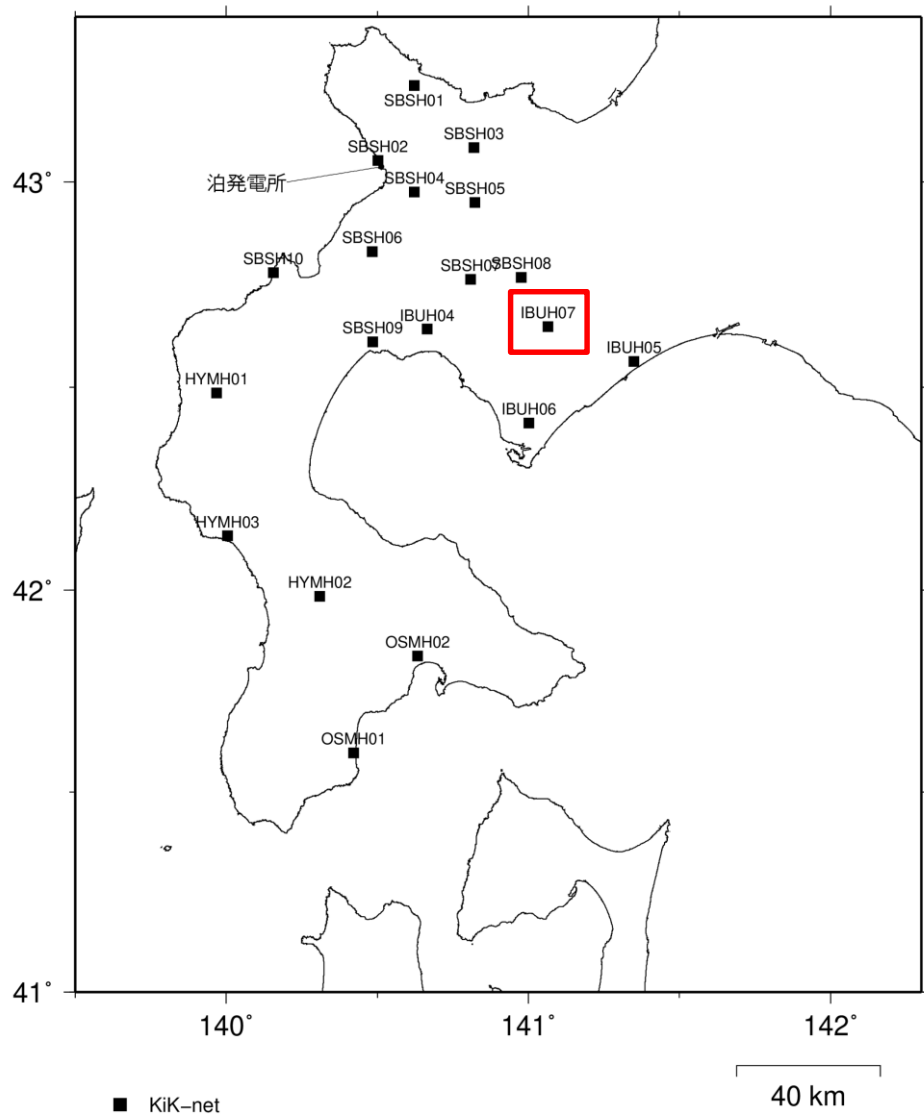 SBSH01
SBSH03
SBSH02
43°
泊発電所
SBSH04
SBSH05
SBSH06
SBSH10
SBSH07
SBSH08
IBUH04
IBUH07
SBSH09
IBUH05
HYMH01
IBUH06
HYMH03
42°
HYMH02
OSMH02
OSMH01
41°
140°
141°
142°
40 km
KiK-net